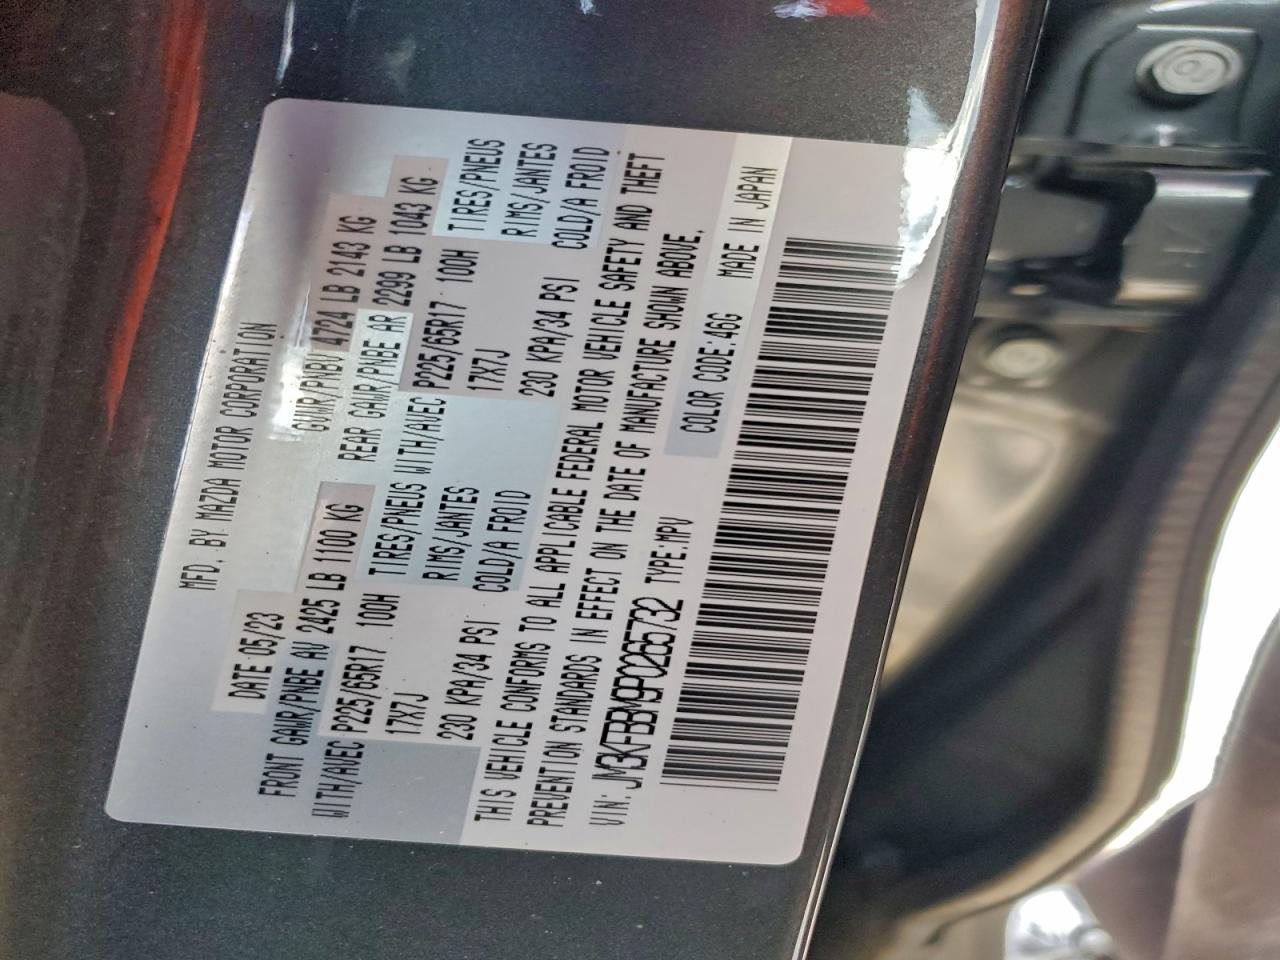 MFD. BY MAZDA MOTOR CORPORATION
DATE 05/23 GVWR/PNBV 4724 LB 2143 KG
FRONT GAWR/PNBE AV 2425 LB 1100 KG REAR GAWR/PNBE AR 2299 LB 1043 KG
WITH/AVEC P225/65R17 100H TIRES/PNEUS WITH/AVEC P225/65R17 100H TIRES/PNEUS
17X7J RIMS/JANTES 17X7J RIMS/JANTES
230 KPA/34 PSI COLD/A FROID 230 KPA/34 PSI COLD/A FROID
THIS VEHICLE CONFORMS TO ALL APPLICABLE FEDERAL MOTOR VEHICLE SAFETY AND THEFT
PREVENTION STANDARDS IN EFFECT ON THE DATE OF MANUFACTURE SHOWN ABOVE.
VIN: JM3KFBBM9P0265732 TYPE:MPV COLOR CODE:46G MADE IN JAPAN